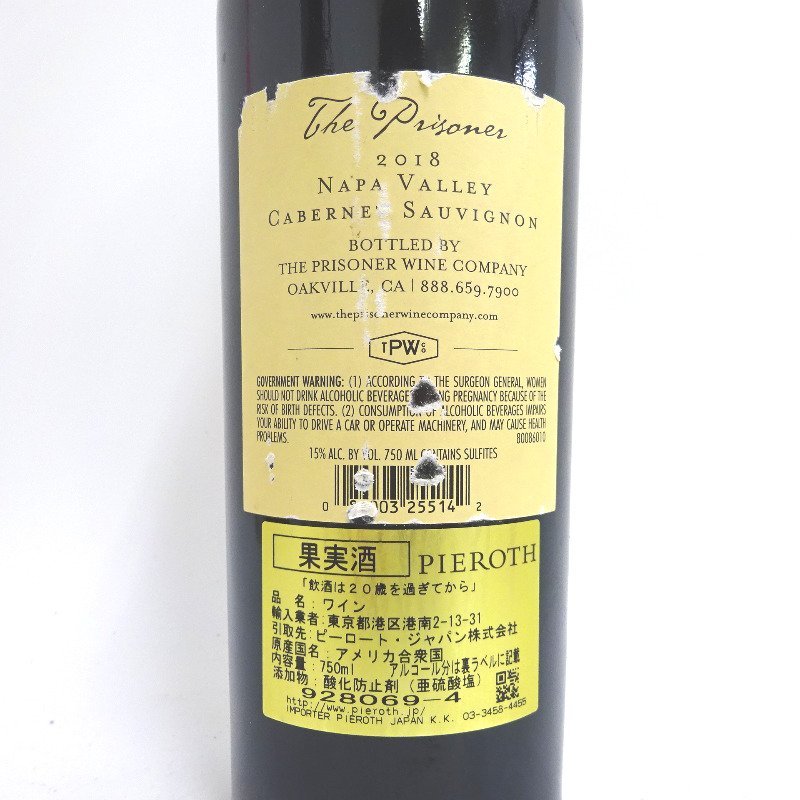 The Prisoner
2018
NAPA VALLEY
CABERNET SAUVIGNON
BOTTLED BY
THE PRISONER WINE COMPANY
OAKVILLE, CA | 888.659.7900
www.theprisonerwinecompany.com
TPWCO
GOVERNMENT WARNING: (1) ACCORDING THE SURGEON GENERAL, WOMEN
SHOULD NOT DRINK ALCOHOLIC BEVERAGE PREGNANCY BECAUSE OF THE
RISK OF BIRTH DEFECTS. (2) CONSUMPTION OF ALCOHOLIC BEVERAGES IMPAIRS
YOUR ABILITY TO DRIVE A CAR OR OPERATE MACHINERY, AND MAY CAUSE HEALTH
PROBLEMS. 80086010
15% ALC. BY VOL. 750 ML CONTAINS SULFITES
0 003 25514 2
果実酒 PIEROTH
「飲酒は20歳を過ぎてから」
品 名:ワイン
輸入業者:東京都港区港南2-13-31
引取先:ピーロート・ジャパン株式会社
原産国名:アメリカ合衆国
内容量:750ml アルコール分は裏ラベルに記載
添加物:酸化防止剤(亜硫酸塩)
928069-4
http://www.pieroth.jp/
IMPORTER PIEROTH JAPAN K.K. 03-3458-4455